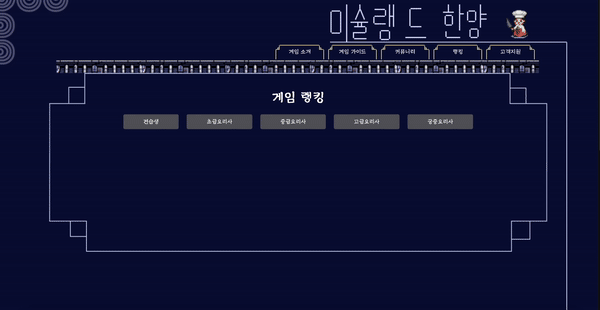 미슐랭 드 한양
게임 소개 게임 가이드 커뮤니티 랭킹 고객지원
게임 랭킹
견습생 초급요리사 중급요리사 고급요리사 궁중요리사